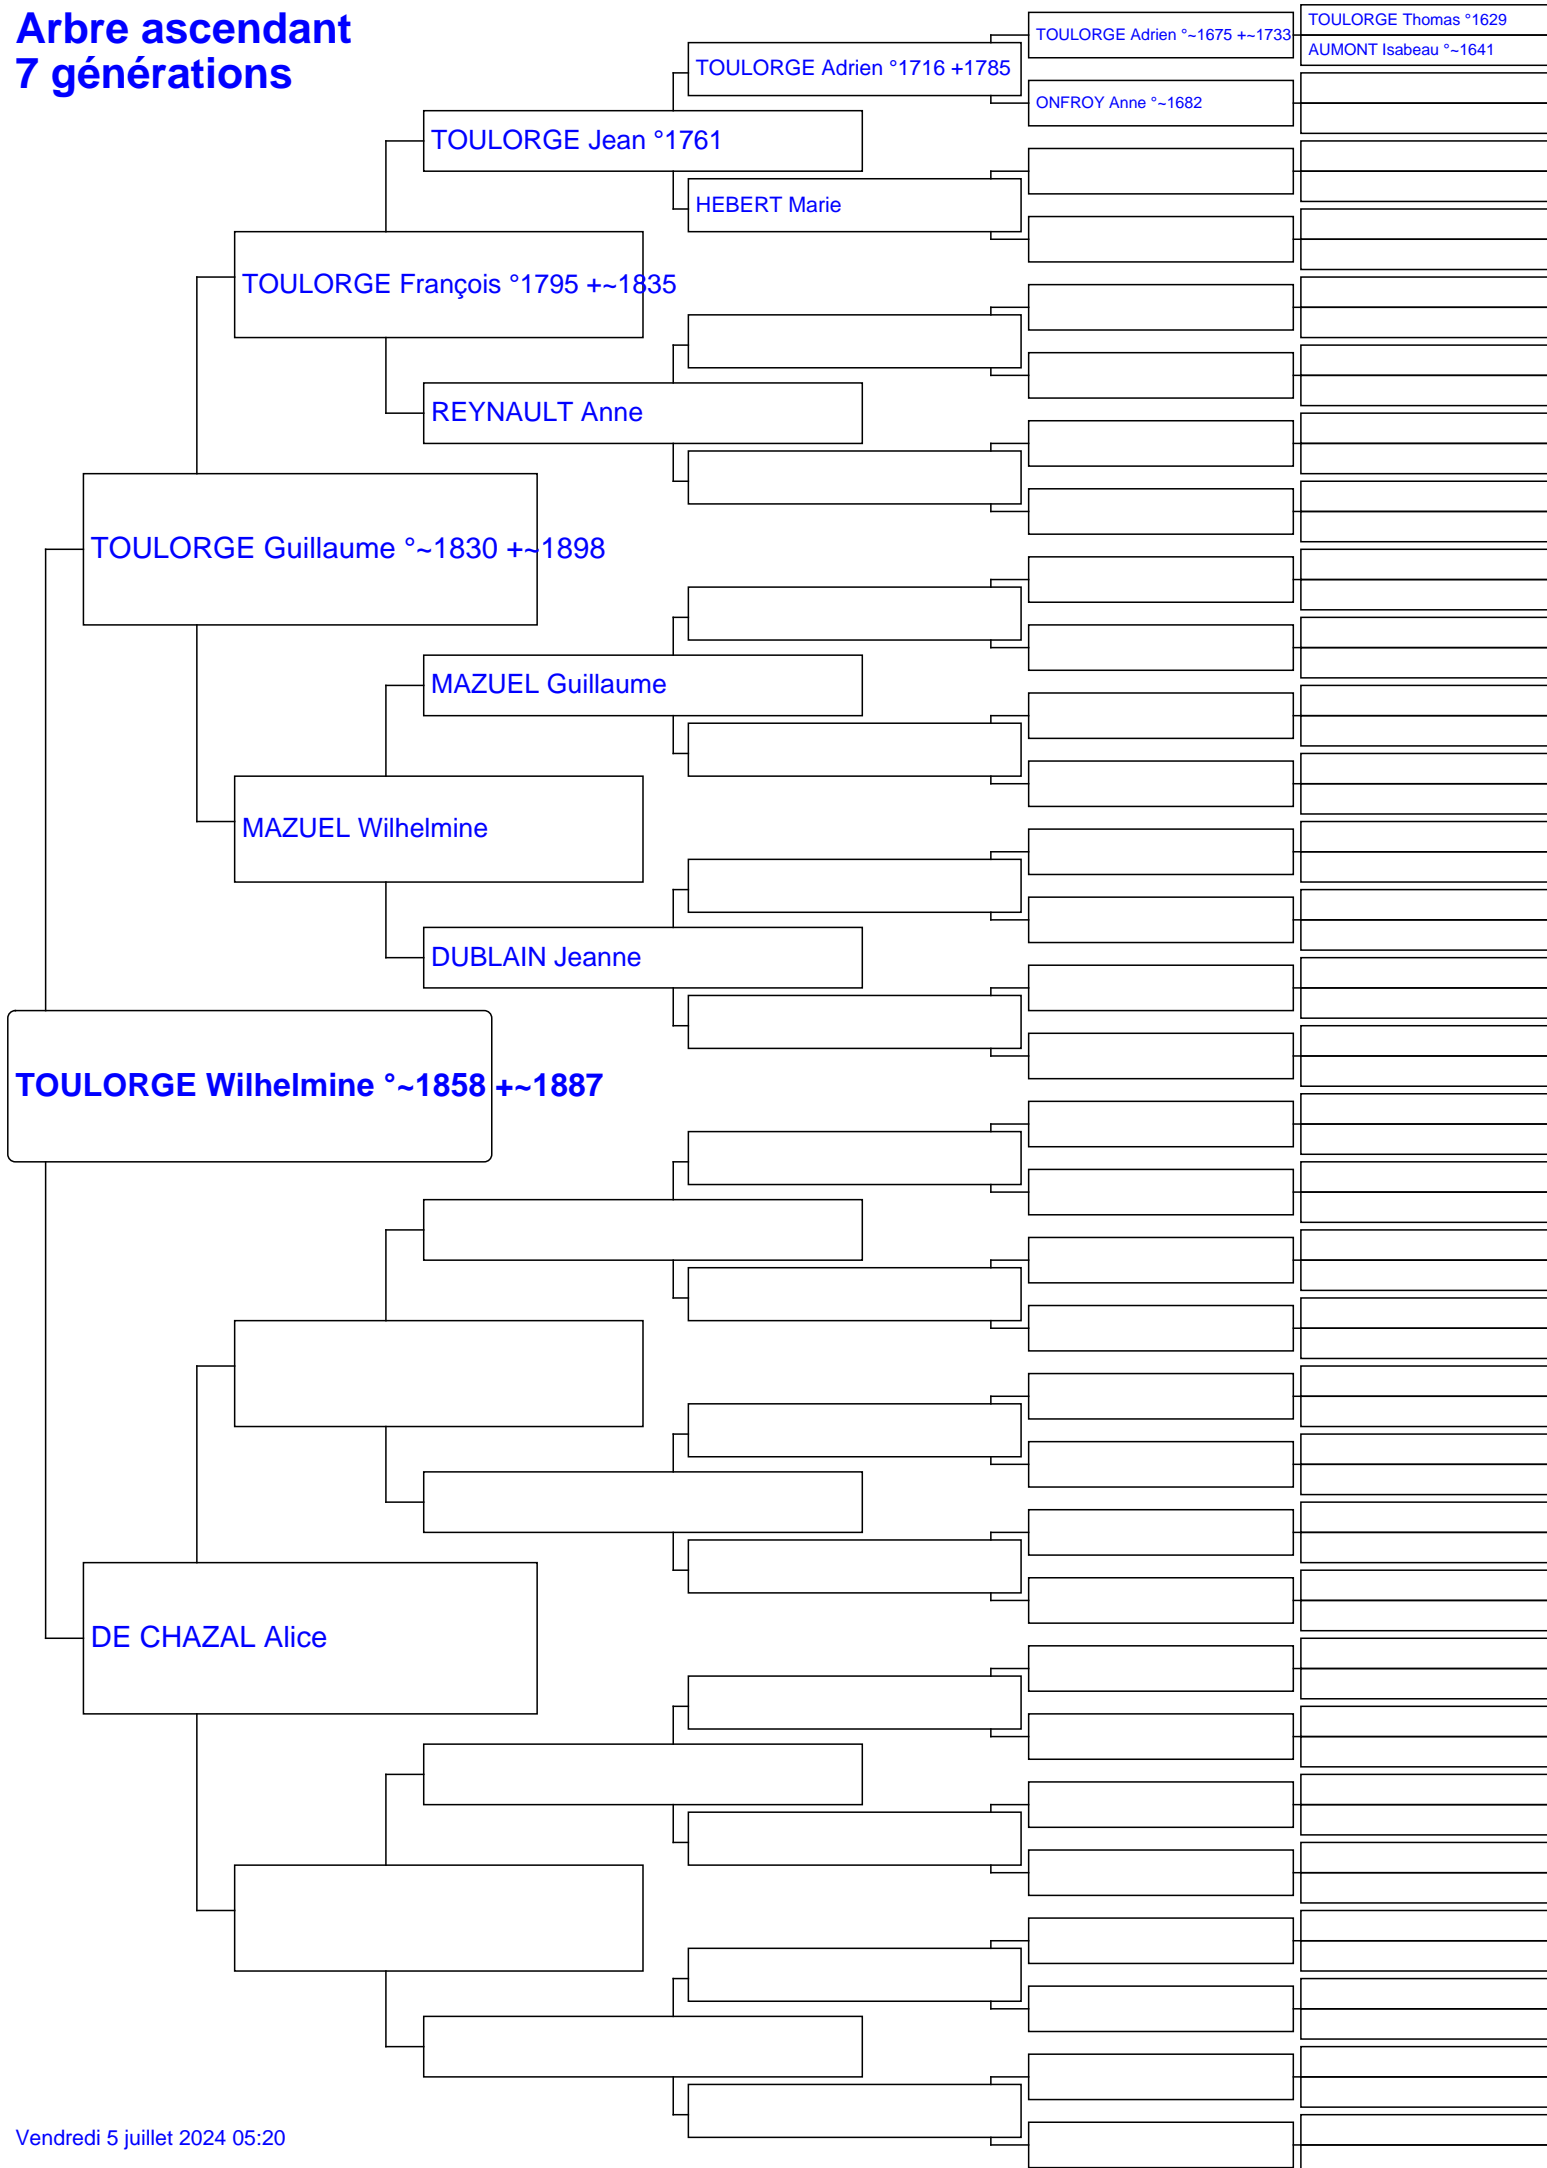 Arbre ascendant
7 générations
TOULORGE Thomas °1629
TOULORGE Adrien °~1675 +~1733
AUMONT Isabeau °~1641
TOULORGE Adrien °1716 +1785
ONFROY Anne °~1682
TOULORGE Jean °1761
HEBERT Marie
TOULORGE François °1795 +~1835
REYNAULT Anne
TOULORGE Guillaume °~1830 +~1898
MAZUEL Guillaume
MAZUEL Wilhelmine
DUBLAIN Jeanne
TOULORGE Wilhelmine °~1858 +~1887
DE CHAZAL Alice
Vendredi 5 juillet 2024 05:20